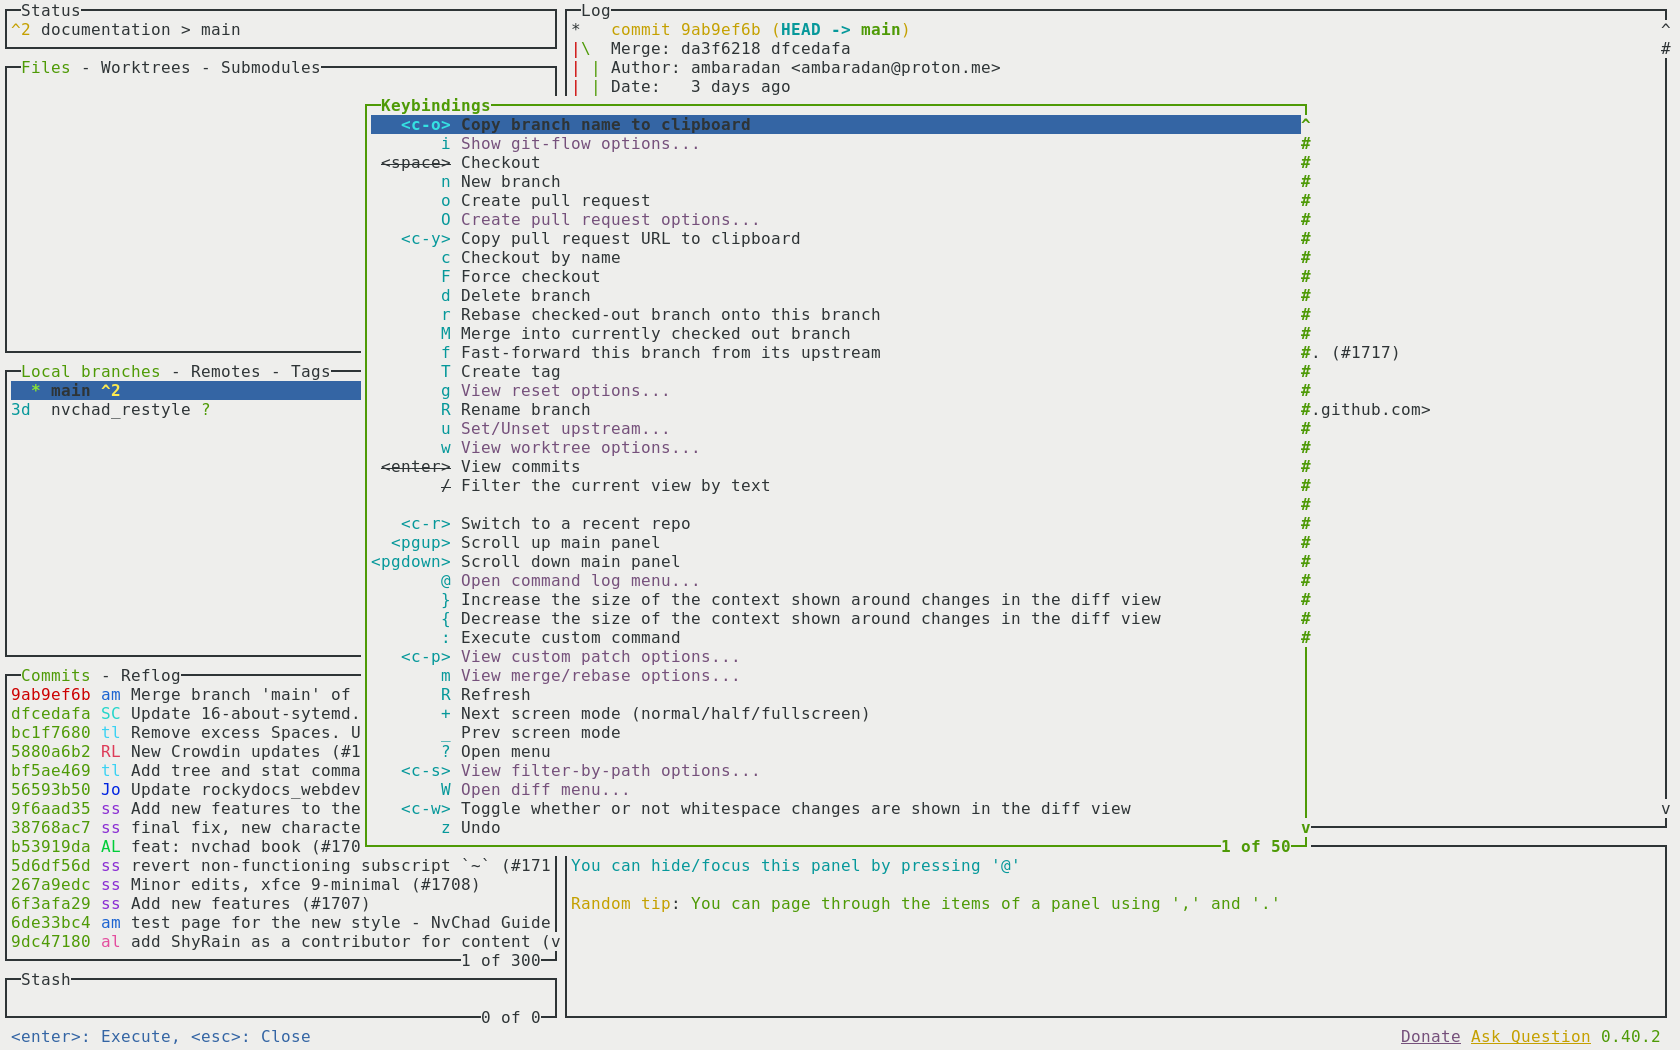 Status
^2 documentation > main
Files - Worktrees - Submodules
Log
*   commit 9ab9ef6b (HEAD -> main)
|\  Merge: da3f6218 dfcedafa
| | Author: ambaradan <ambaradan@proton.me>
| | Date:   3 days ago
^
#
Keybindings
<c-o> Copy branch name to clipboard ^
i Show git-flow options... #
<space> Checkout #
n New branch #
o Create pull request #
O Create pull request options... #
<c-y> Copy pull request URL to clipboard #
c Checkout by name #
F Force checkout #
d Delete branch #
r Rebase checked-out branch onto this branch #
M Merge into currently checked out branch #
f Fast-forward this branch from its upstream #. (#1717)
T Create tag #
g View reset options... #
R Rename branch #.github.com>
u Set/Unset upstream... #
w View worktree options... #
<enter> View commits #
/ Filter the current view by text #
#
<c-r> Switch to a recent repo #
<pgup> Scroll up main panel #
<pgdown> Scroll down main panel #
@ Open command log menu... #
} Increase the size of the context shown around changes in the diff view #
{ Decrease the size of the context shown around changes in the diff view #
: Execute custom command #
<c-p> View custom patch options...
m View merge/rebase options...
R Refresh
+ Next screen mode (normal/half/fullscreen)
_ Prev screen mode
? Open menu
<c-s> View filter-by-path options...
W Open diff menu...
<c-w> Toggle whether or not whitespace changes are shown in the diff view
z Undo v
1 of 50
v
Local branches - Remotes - Tags
* main ^2
3d  nvchad_restyle ?
Commits - Reflog
9ab9ef6b am Merge branch 'main' of
dfcedafa SC Update 16-about-sytemd.
bc1f7680 tl Remove excess Spaces. U
5880a6b2 RL New Crowdin updates (#1
bf5ae469 tl Add tree and stat comma
56593b50 Jo Update rockydocs_webdev
9f6aad35 ss Add new features to the
38768ac7 ss final fix, new characte
b53919da AL feat: nvchad book (#170
5d6df56d ss revert non-functioning subscript `~` (#171
267a9edc ss Minor edits, xfce 9-minimal (#1708)
6f3afa29 ss Add new features (#1707)
6de33bc4 am test page for the new style - NvChad Guide
9dc47180 al add ShyRain as a contributor for content (v
1 of 300
You can hide/focus this panel by pressing '@'
Random tip: You can page through the items of a panel using ',' and '.'
Stash
0 of 0
<enter>: Execute, <esc>: Close
Donate Ask Question 0.40.2